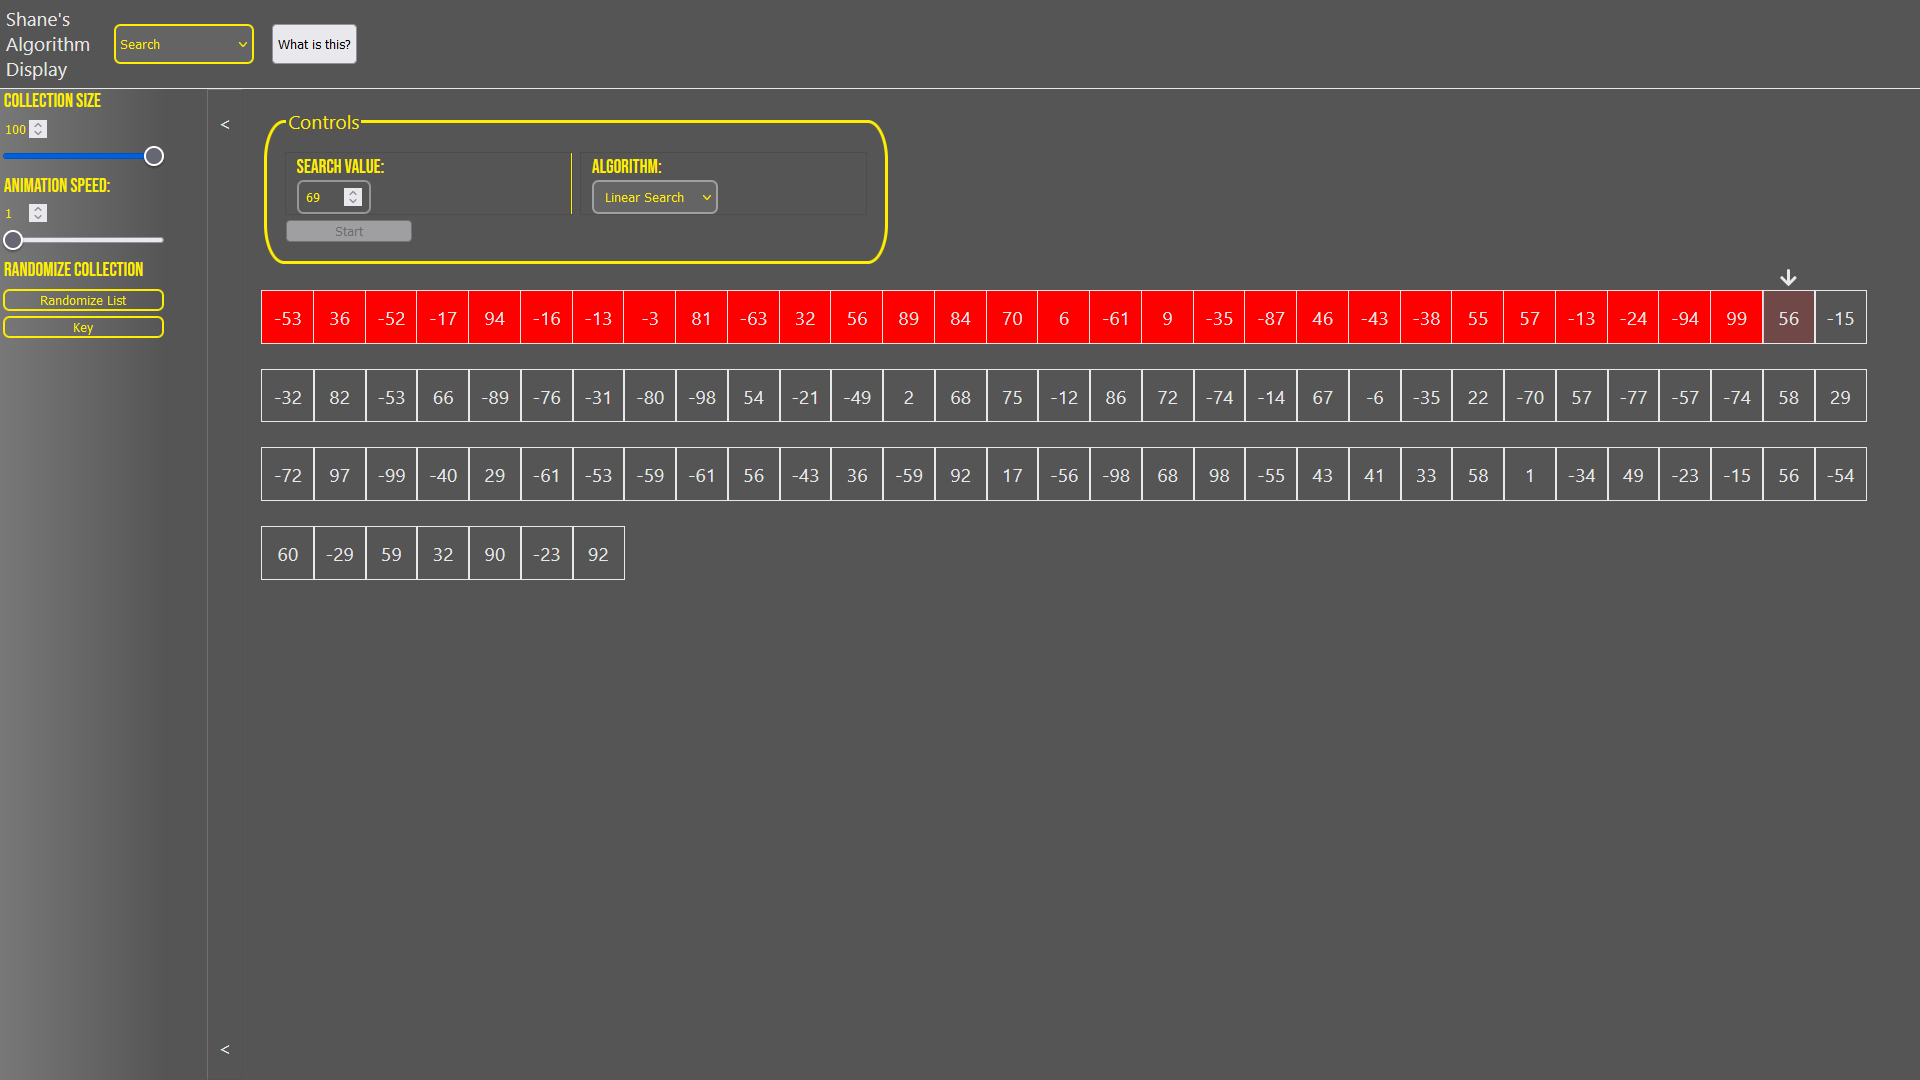 Shane's
Algorithm
Display
Search
What is this?
COLLECTION SIZE
100
ANIMATION SPEED:
1
RANDOMIZE COLLECTION
Randomize List
Key
<
<
Controls
SEARCH VALUE:
69
ALGORITHM:
Linear Search
Start
-53 36 -52 -17 94 -16 -13 -3 81 -63 32 56 89 84 70 6 -61 9 -35 -87 46 -43 -38 55 57 -13 -24 -94 99 56 -15
-32 82 -53 66 -89 -76 -31 -80 -98 54 -21 -49 2 68 75 -12 86 72 -74 -14 67 -6 -35 22 -70 57 -77 -57 -74 58 29
-72 97 -99 -40 29 -61 -53 -59 -61 56 -43 36 -59 92 17 -56 -98 68 98 -55 43 41 33 58 1 -34 49 -23 -15 56 -54
60 -29 59 32 90 -23 92